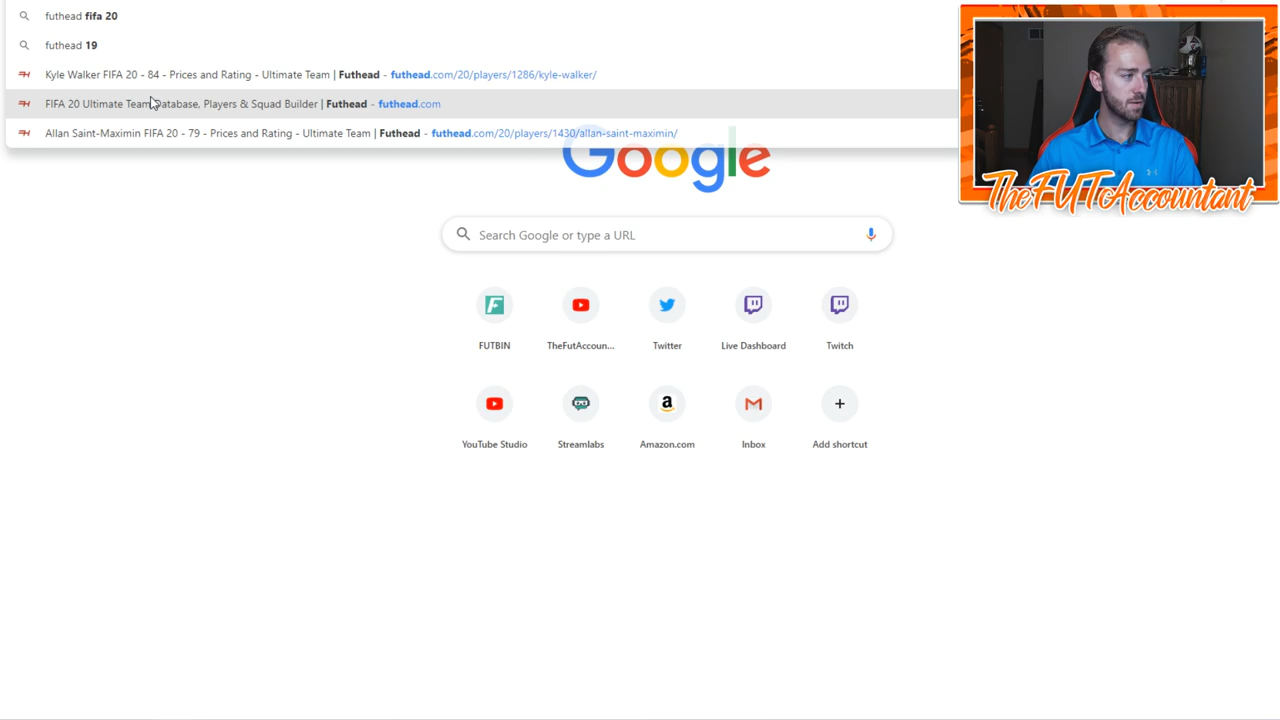 futhead fifa 20
futhead 19
Kyle Walker FIFA 20 - 84 - Prices and Rating - Ultimate Team | Futhead - futhead.com/20/players/1286/kyle-walker/
FIFA 20 Ultimate Team Database, Players & Squad Builder | Futhead - futhead.com
Allan Saint-Maximin FIFA 20 - 79 - Prices and Rating - Ultimate Team | Futhead - futhead.com/20/players/1430/allan-saint-maximin/
TheFUTAccountant
Google
Search Google or type a URL
FUTBIN
TheFutAccoun...
Twitter
Live Dashboard
Twitch
YouTube Studio
Streamlabs
Amazon.com
Inbox
Add shortcut